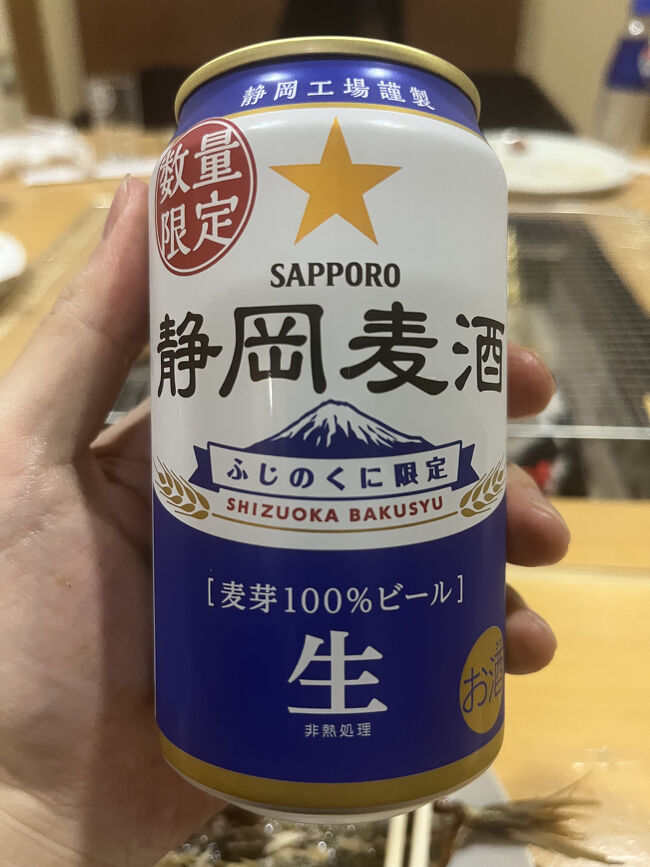 静岡工場謹製
数量
限定
SAPPORO
静岡麦酒
ふじのくに限定
SHIZUOKA BAKUSYU
[麦芽100%ビール]
生
非熱処理
お酒